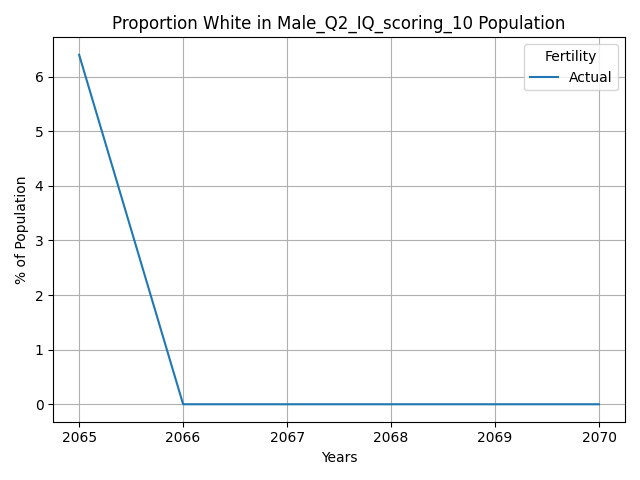 Proportion White in Male_Q2_IQ_scoring_10 Population
Fertility
Actual
6
5
4
3
2
1
0
% of Population
2065 2066 2067 2068 2069 2070
Years